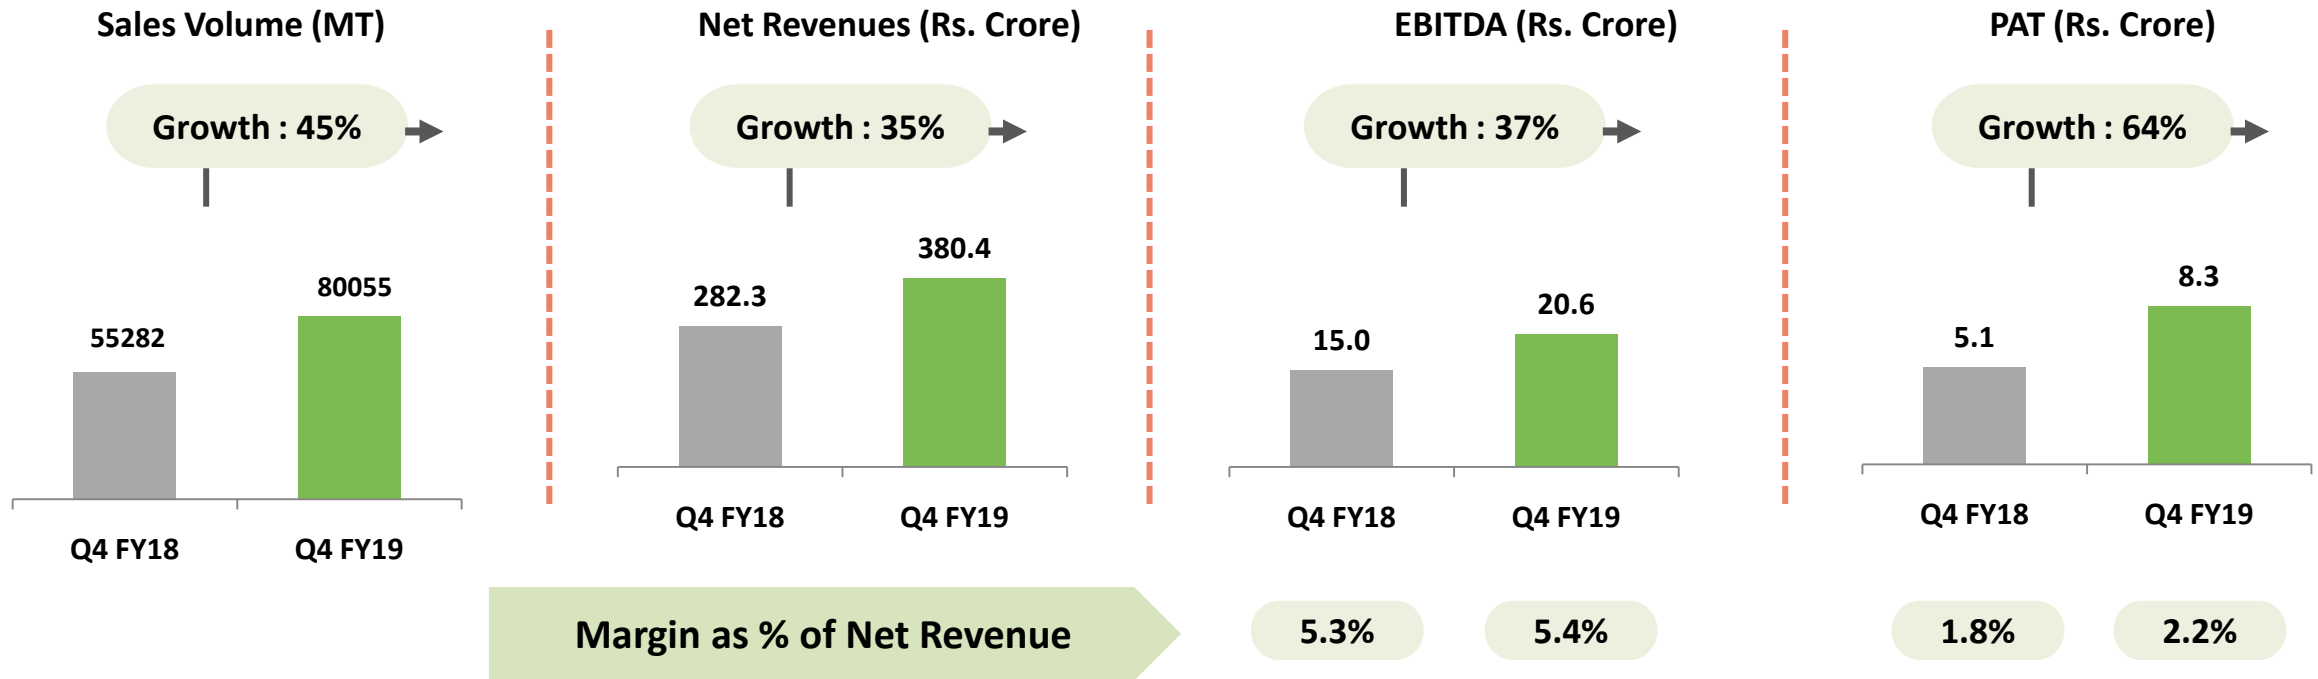 Sales Volume (MT)
Growth : 45%
55282
80055
Q4 FY18
Q4 FY19
Net Revenues (Rs. Crore)
Growth : 35%
282.3
380.4
Q4 FY18
Q4 FY19
EBITDA (Rs. Crore)
Growth : 37%
15.0
20.6
Q4 FY18
Q4 FY19
PAT (Rs. Crore)
Growth : 64%
5.1
8.3
Q4 FY18
Q4 FY19
Margin as % of Net Revenue
5.3%
5.4%
1.8%
2.2%